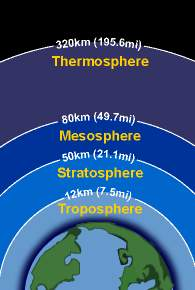 320km (195.6mi)
Thermosphere
80km (49.7mi)
Mesosphere
50km (21.1mi)
Stratosphere
12km (7.5mi)
Troposphere